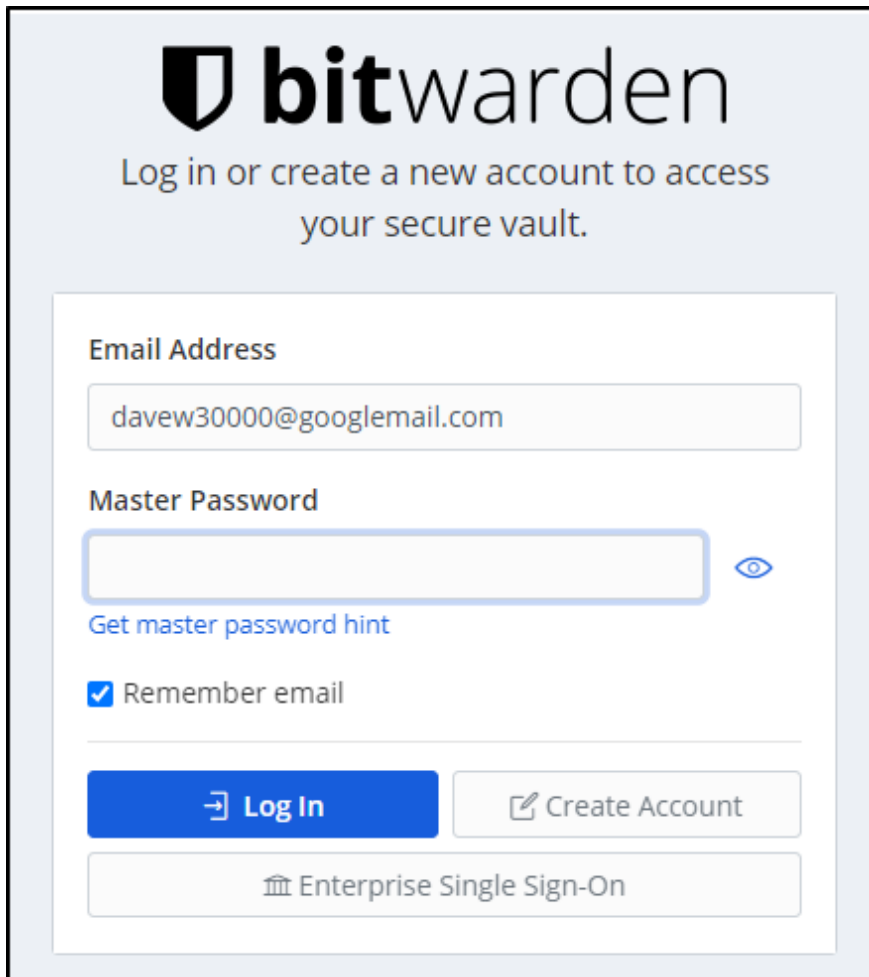 bitwarden
Log in or create a new account to access
your secure vault.
Email Address
davew30000@googlemail.com
Master Password
Get master password hint
Remember email
Log In
Create Account
Enterprise Single Sign-On